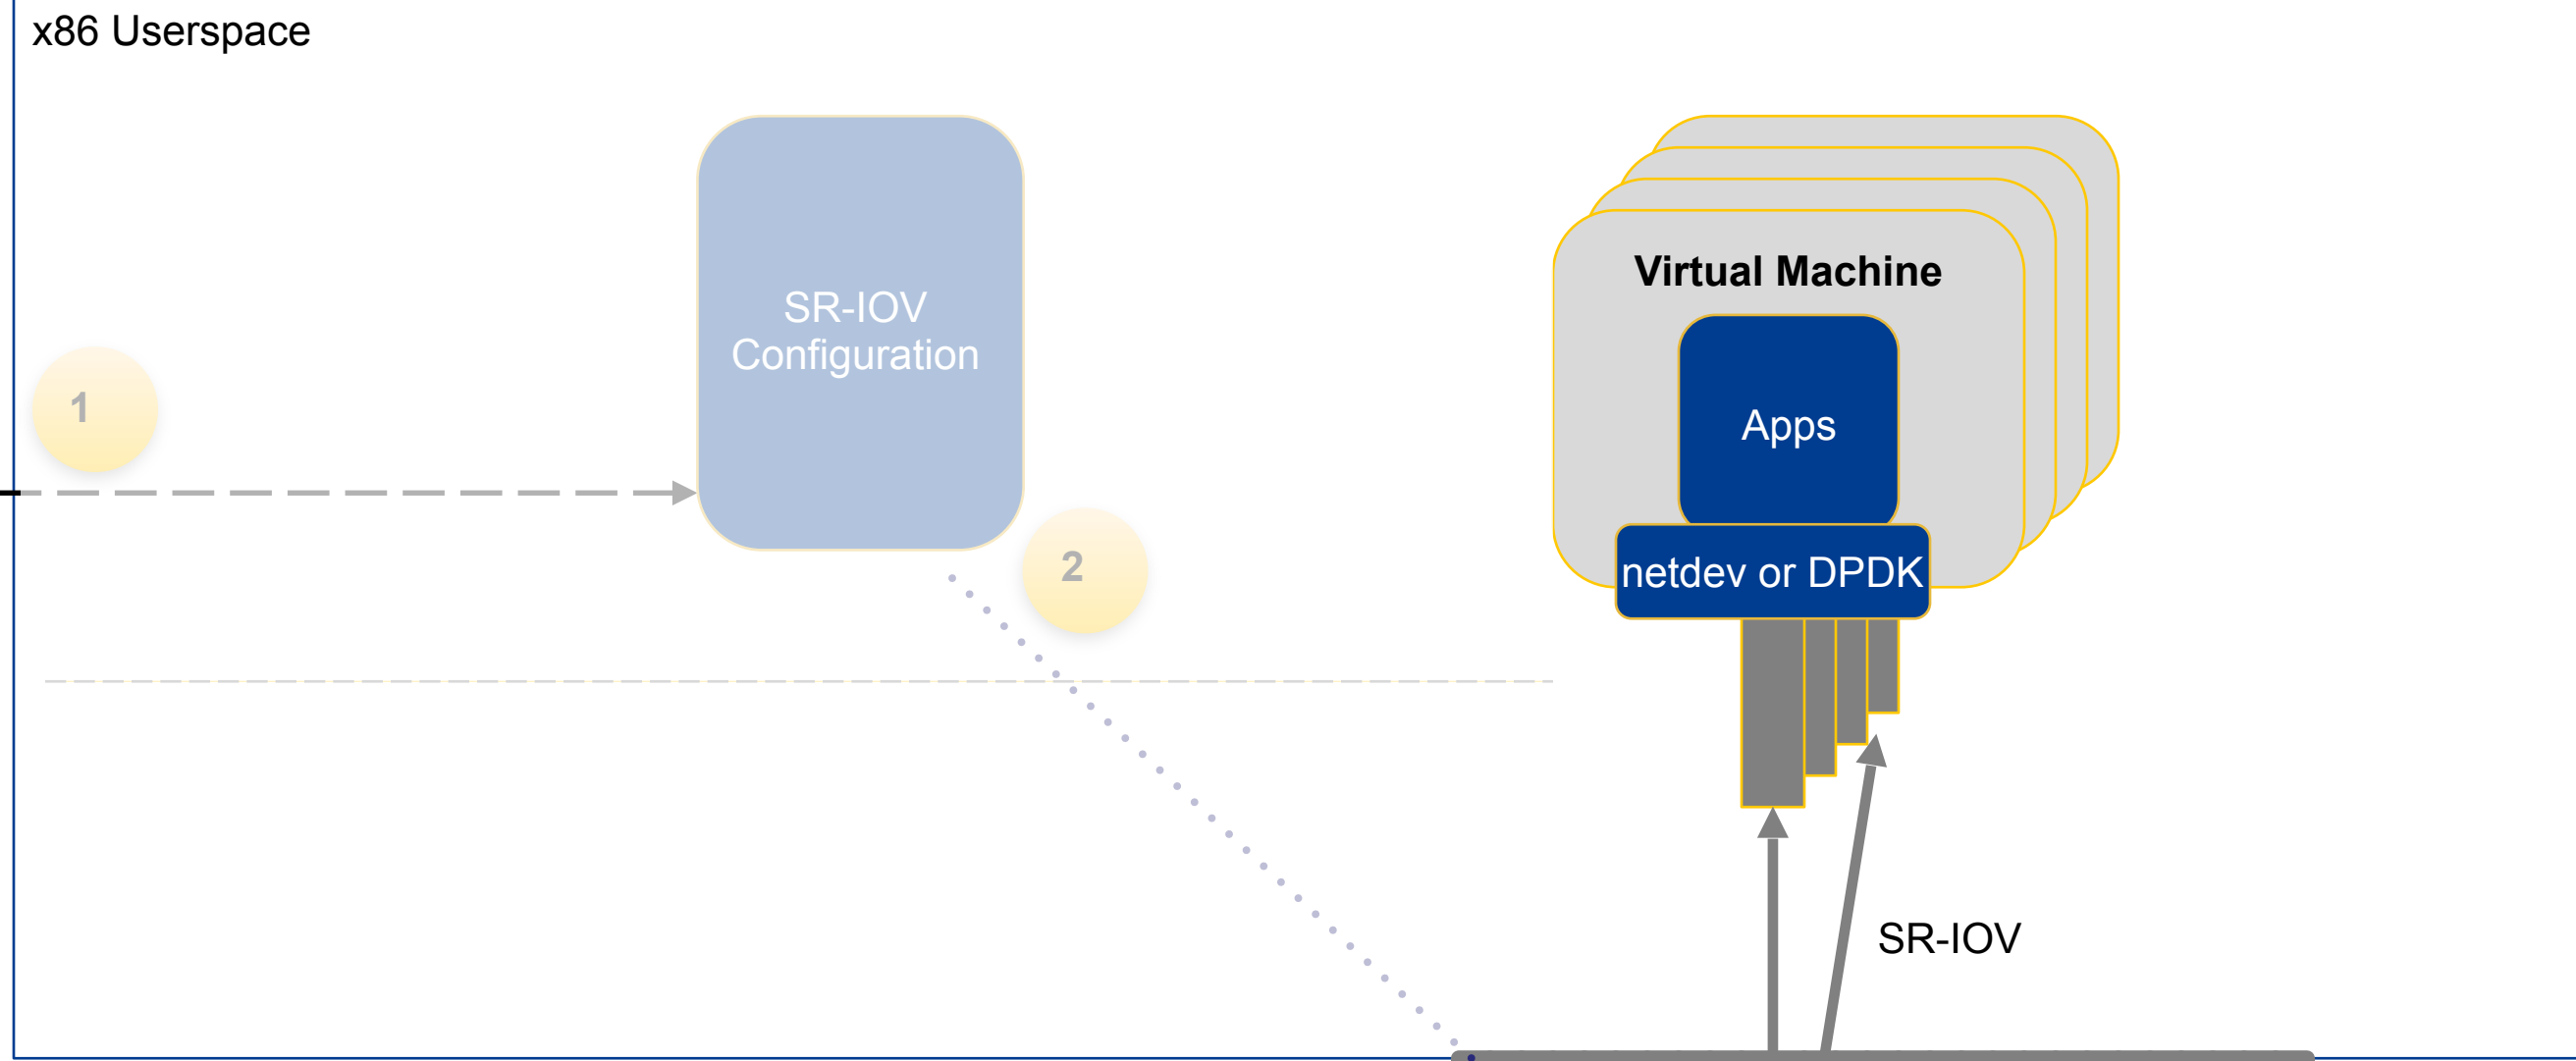 x86 Userspace
SR-IOV
Configuration
1
2
Virtual Machine
Apps
netdev or DPDK
SR-IOV